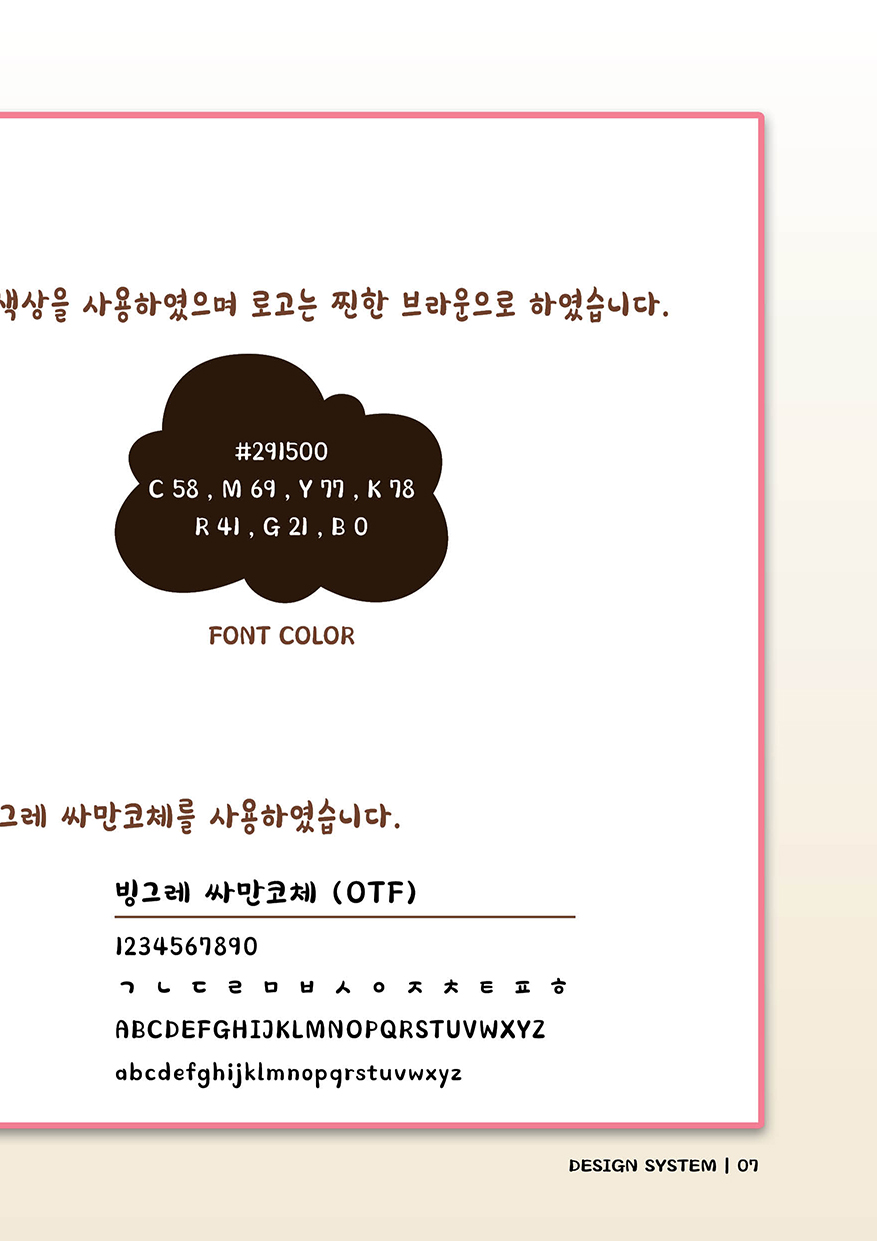 색상을 사용하였으며 로고는 찐한 브라운으로 하였습니다.
#291500
C 58 , M 69 , Y 77 , K 78
R 41 , G 21 , B 0
FONT COLOR
그레 싸만코체를 사용하였습니다.
빙그레 싸만코체 (OTF)
1234567890
ㄱ ㄴ ㄷ ㄹ ㅁ ㅂ ㅅ ㅇ ㅈ ㅊ ㅌ ㅍ ㅎ
ABCDEFGHIJKLMNOPQRSTUVWXYZ
abcdefghijklmnopqrstuvwxyz
DESIGN SYSTEM | 07